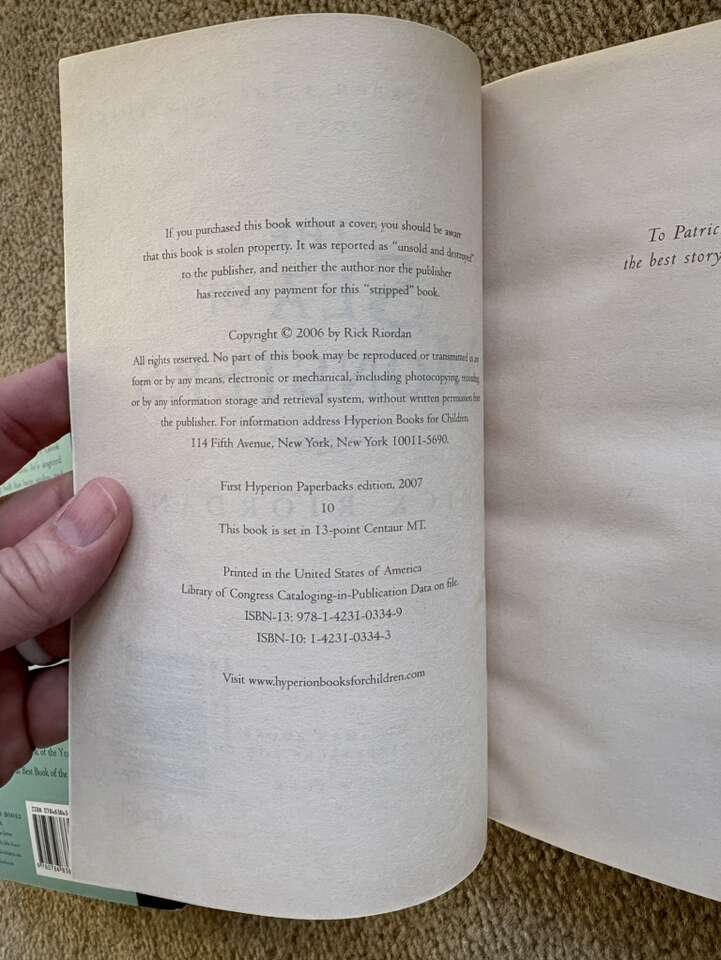 If you purchased this book without a cover, you should be aware
that this book is stolen property. It was reported as "unsold and destroyed"
to the publisher, and neither the author nor the publisher
has received any payment for this "stripped" book.
Copyright © 2006 by Rick Riordan
All rights reserved. No part of this book may be reproduced or transmitted in any
form or by any means, electronic or mechanical, including photocopying, recording,
or by any information storage and retrieval system, without written permission from
the publisher. For information address Hyperion Books for Children,
114 Fifth Avenue, New York, New York 10011-5690.
First Hyperion Paperbacks edition, 2007
10
This book is set in 13-point Centaur MT.
Printed in the United States of America
Library of Congress Cataloging-in-Publication Data on file.
ISBN-13: 978-1-4231-0334-9
ISBN-10: 1-4231-0334-3
Visit www.hyperionbooksforchildren.com
To Patric
the best story
of the
Best Book of the
ISBN